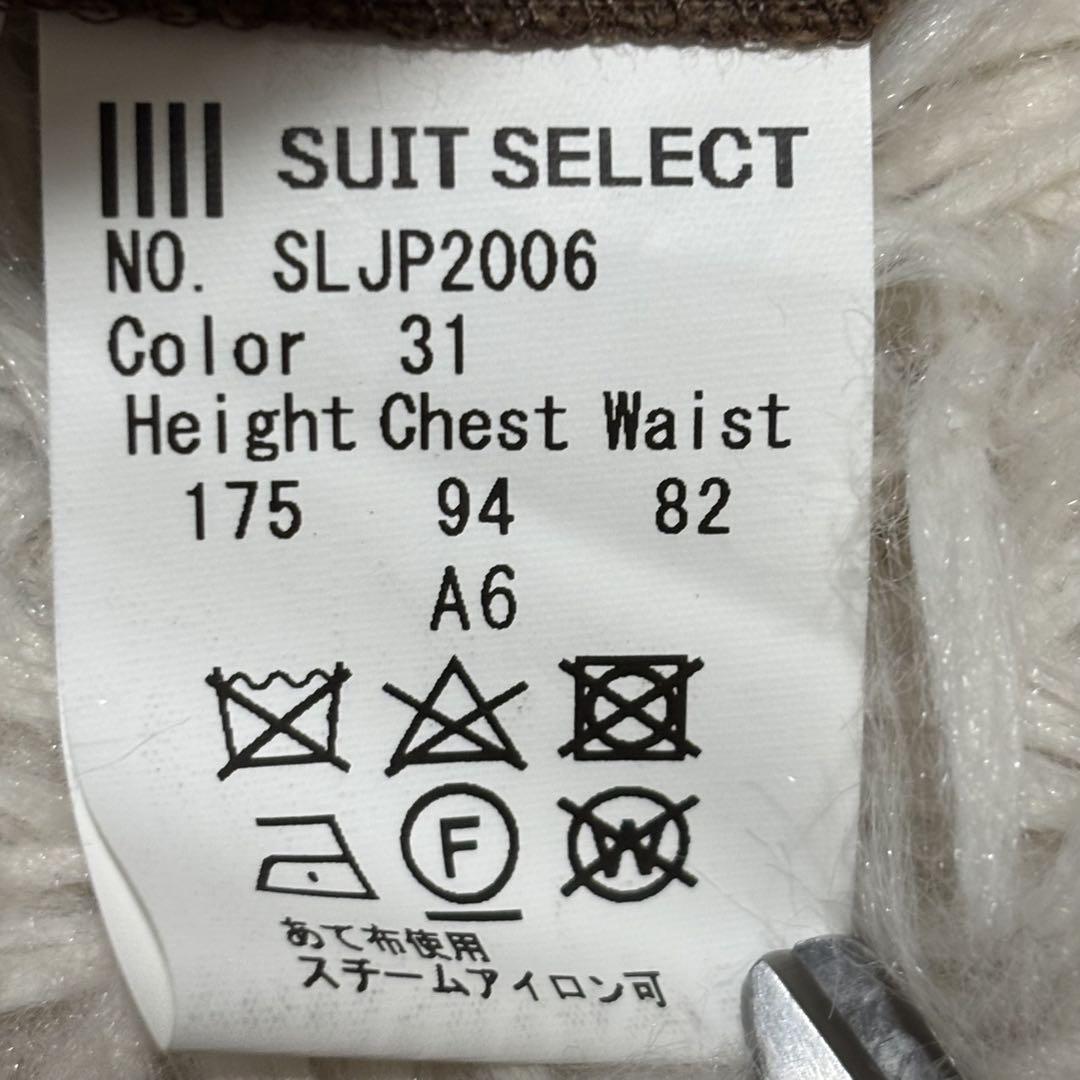 SUIT SELECT
NO. SLJP2006
Color 31
Height Chest Waist
175 94 82
A6
F W
あて布使用
スチームアイロン可